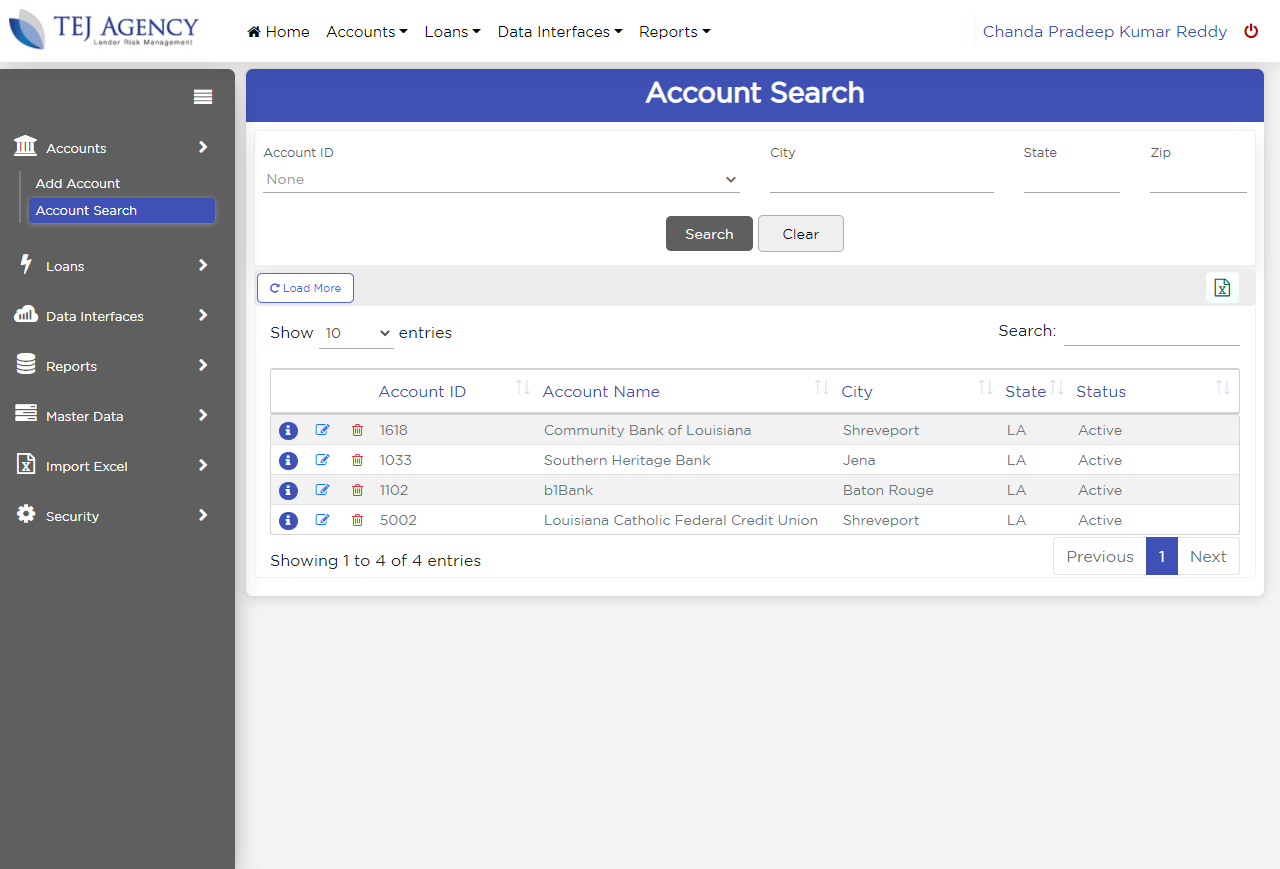 TEJ AGENCY
Lender Risk Management
Home Accounts Loans Data Interfaces Reports
Chanda Pradeep Kumar Reddy
Accounts
Add Account
Account Search
Loans
Data Interfaces
Reports
Master Data
Import Excel
Security
Account Search
Account ID City State Zip
None
Search Clear
Load More
Show 10 entries Search:
Account ID Account Name City State Status
1618 Community Bank of Louisiana Shreveport LA Active
1033 Southern Heritage Bank Jena LA Active
1102 b1Bank Baton Rouge LA Active
5002 Louisiana Catholic Federal Credit Union Shreveport LA Active
Showing 1 to 4 of 4 entries Previous 1 Next